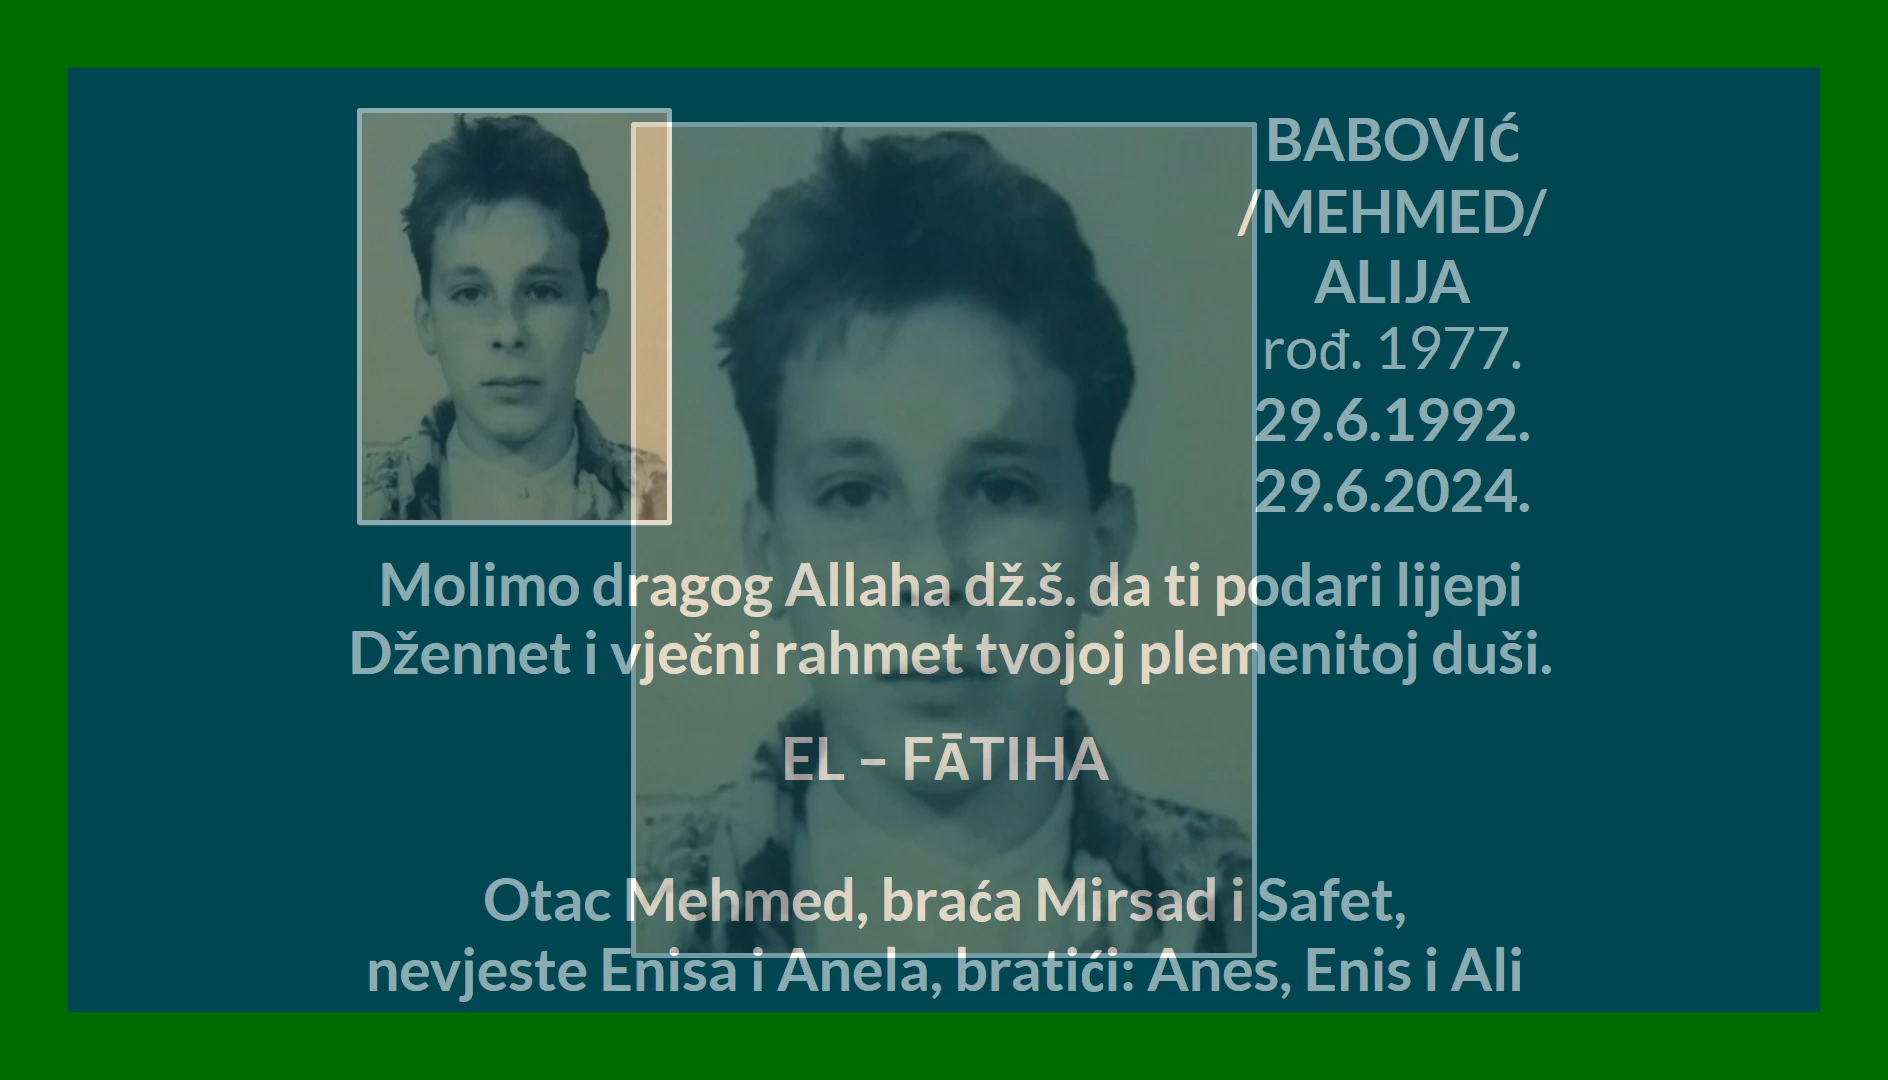 BABOVIĆ
/MEHMED/
ALIJA
rođ. 1977.
29.6.1992.
29.6.2024.
Molimo dragog Allaha dž.š. da ti podari lijepi
Džennet i vječni rahmet tvojoj plemenitoj duši.
EL – FĀTIHA
Otac Mehmed, braća Mirsad i Safet,
nevjeste Enisa i Anela, bratići: Anes, Enis i Ali